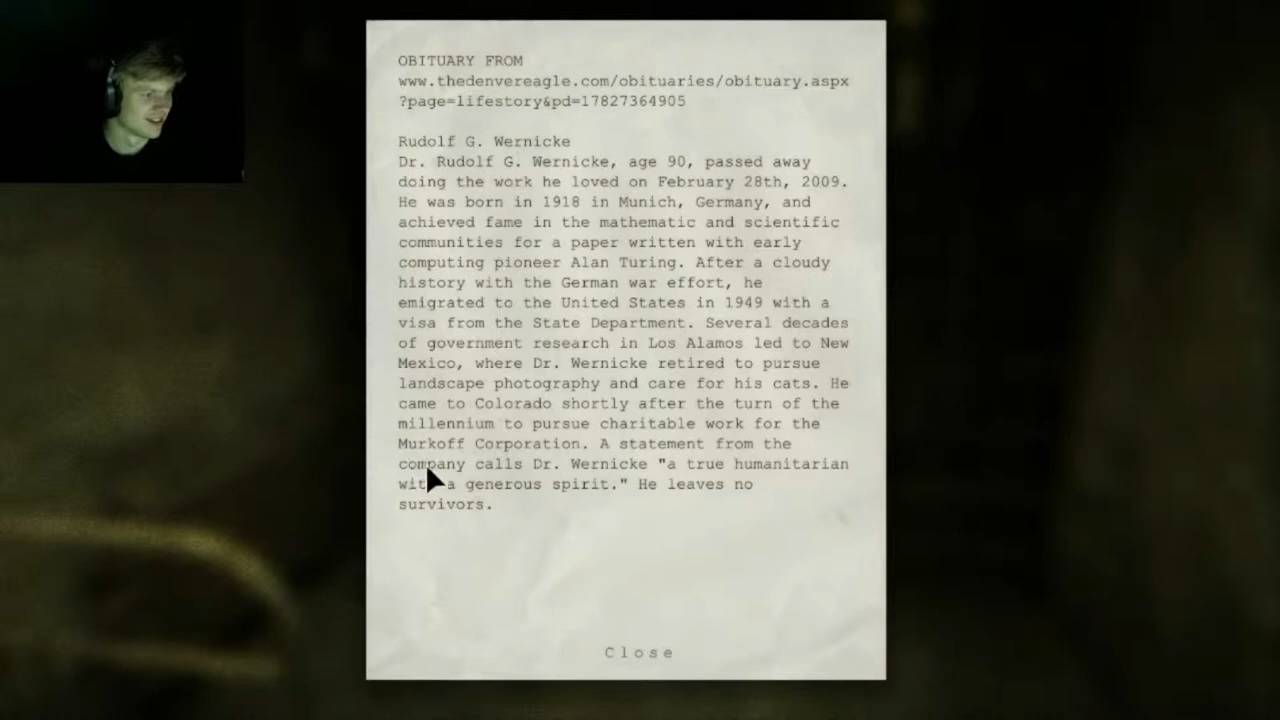 OBITUARY FROM
www.thedenvereagle.com/obituaries/obituary.aspx
?page=lifestory&pd=17827364905
Rudolf G. Wernicke
Dr. Rudolf G. Wernicke, age 90, passed away
doing the work he loved on February 28th, 2009.
He was born in 1918 in Munich, Germany, and
achieved fame in the mathematic and scientific
communities for a paper written with early
computing pioneer Alan Turing. After a cloudy
history with the German war effort, he
emigrated to the United States in 1949 with a
visa from the State Department. Several decades
of government research in Los Alamos led to New
Mexico, where Dr. Wernicke retired to pursue
landscape photography and care for his cats. He
came to Colorado shortly after the turn of the
millennium to pursue charitable work for the
Murkoff Corporation. A statement from the
company calls Dr. Wernicke "a true humanitarian
with a generous spirit." He leaves no
survivors.
Close